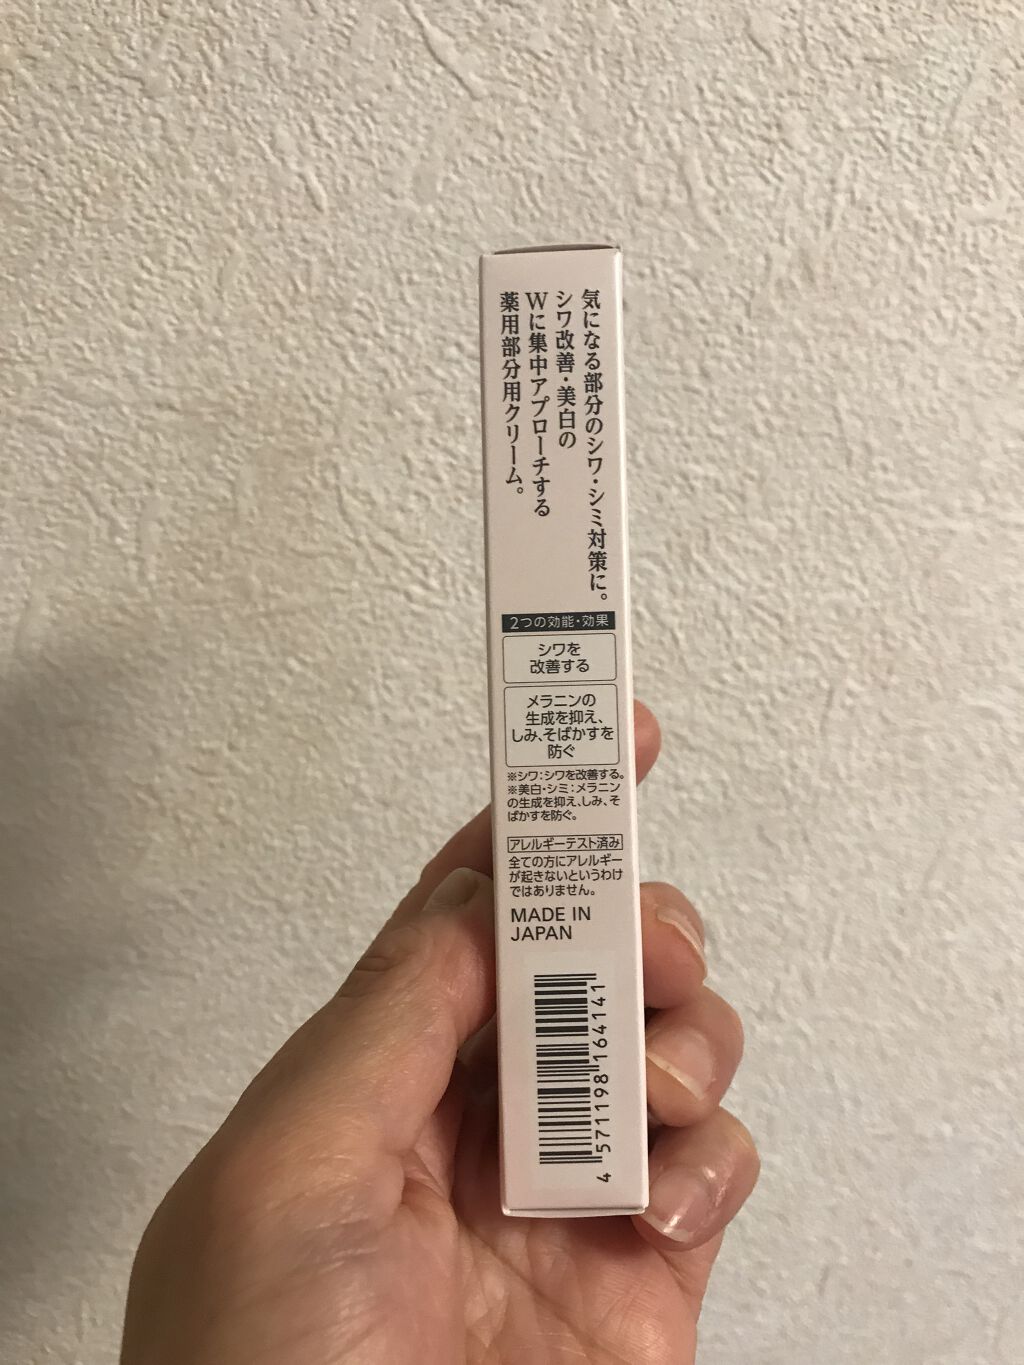 気になる部分のシワ・シミ対策に。
シワ改善・美白の
Wに集中アプローチする
薬用部分用クリーム。
2つの効能・効果
シワを
改善する
メラニンの
生成を抑え、
しみ、そばかすを
防ぐ
※シワ：シワを改善する。
※美白・シミ：メラニン
の生成を抑え、しみ、そ
ばかすを防ぐ。
アレルギーテスト済み
全ての方にアレルギー
が起きないというわけ
ではありません。
MADE IN
JAPAN
4 571198 164141